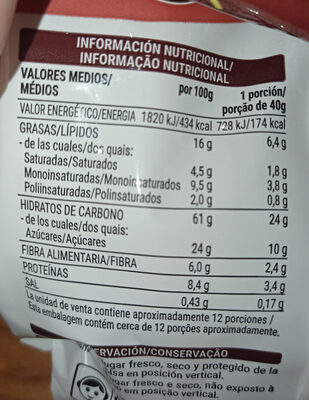 INFORMACIÓN NUTRICIONAL/
INFORMAÇÃO NUTRICIONAL
VALORES MEDIOS/ por 100g 1 porción/
MÉDIOS porção de 40g
VALOR ENERGÉTICO/ENERGIA 1820 kJ/434 kcal 728 kJ/174 kcal
GRASAS/LÍPIDOS 16 g 6,4 g
- de las cuales/dos quais:
Saturadas/Saturados 4,5 g 1,8 g
Monoinsaturadas/Monoinsaturados 9,5 g 3,8 g
Poliinsaturadas/Polinsaturados 2,0 g 0,8 g
HIDRATOS DE CARBONO 61 g 24 g
- de los cuales/dos quais:
Azúcares/Açúcares 24 g 10 g
FIBRA ALIMENTARIA/FIBRA 6,0 g 2,4 g
PROTEÍNAS 8,4 g 3,4 g
SAL 0,43 g 0,17 g
La unidad de venta contiene aproximadamente 12 porciones /
Esta embalagem contém cerca de 12 porções aproximadamente.
ERVACIÓN/CONSERVAÇÃO
ugar fresco, seco y protegido de la
lsa en posición vertical.
ugar fresco e seco, não exposto à
em posição vertical.